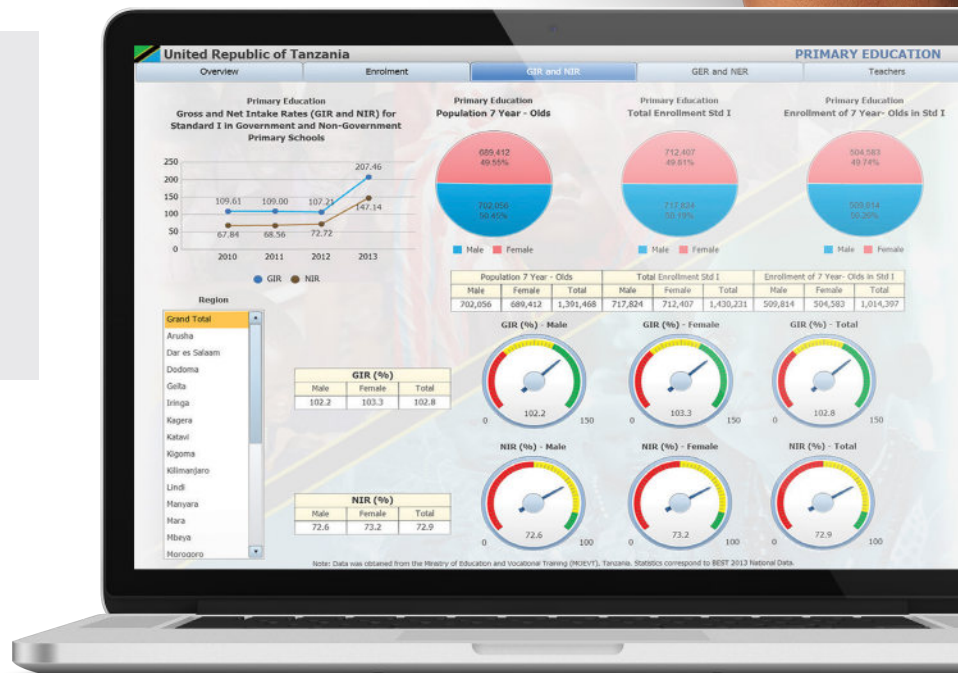 United Republic of Tanzania
PRIMARY EDUCATION
Overview Enrolment GIR and NIR GER and NER Teachers
Primary Education
Gross and Net Intake Rates (GIR and NIR) for
Standard I in Government and Non-Government
Primary Schools
250
200
150
100
50
0
109.61 109.00 107.21 207.46
67.84 68.56 72.72 147.14
2010 2011 2012 2013
GIR NIR
Primary Education
Population 7 Year - Olds
689,412
49.55%
702,056
50.45%
Male Female
Primary Education
Total Enrollment Std I
712,407
49.81%
717,824
50.19%
Male Female
Primary Education
Enrollment of 7 Year- Olds in Std I
504,583
49.74%
509,814
50.26%
Male Female
Population 7 Year - Olds Total Enrollment Std I Enrollment of 7 Year- Olds in Std I
Male Female Total Male Female Total Male Female Total
702,056 689,412 1,391,468 717,824 712,407 1,430,231 509,814 504,583 1,014,397
Region
Grand Total
Arusha
Dar es Salaam
Dodoma
Geita
Iringa
Kagera
Katavi
Kigoma
Kilimanjaro
Lindi
Manyara
Mara
Mbeya
Morogoro
GIR (%)
Male Female Total
102.2 103.3 102.8
GIR (%) - Male
102.2
0 150
GIR (%) - Female
103.3
0 150
GIR (%) - Total
102.8
0 150
NIR (%)
Male Female Total
72.6 73.2 72.9
NIR (%) - Male
72.6
0 100
NIR (%) - Female
73.2
0 100
NIR (%) - Total
72.9
0 100
Note: Data was obtained from the Ministry of Education and Vocational Training (MOEVT), Tanzania. Statistics correspond to BEST 2013 National Data.